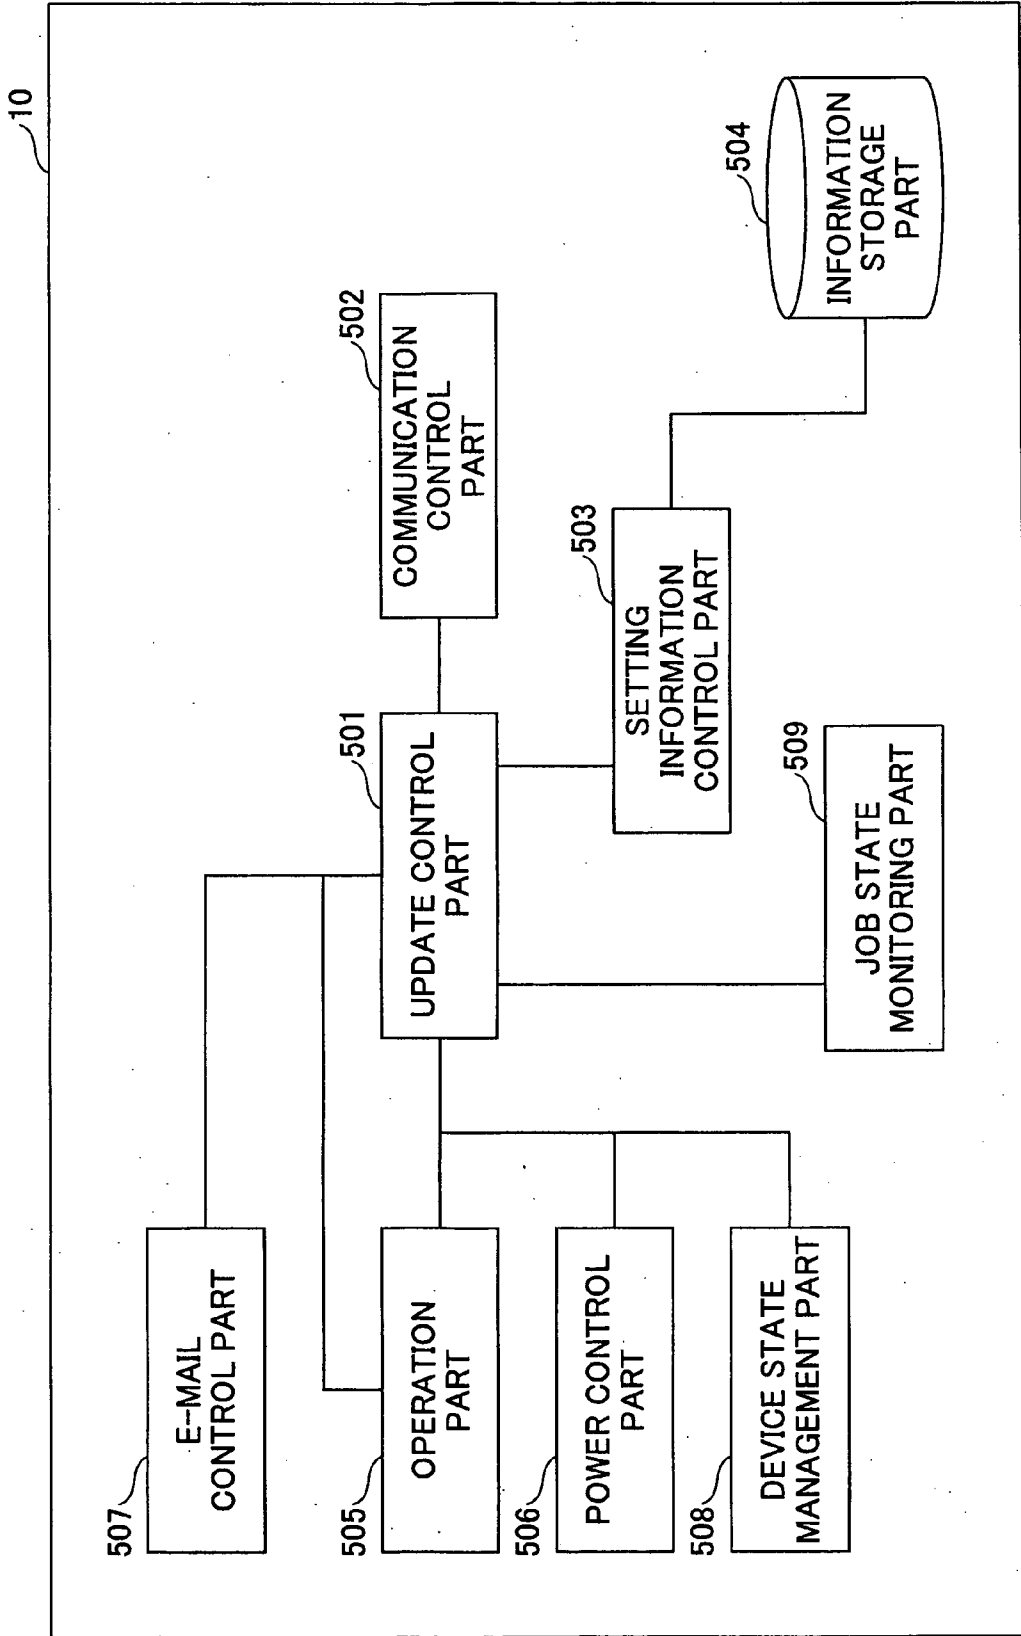 10
507
E-MAIL
CONTROL PART
505
OPERATION
PART
506
POWER CONTROL
PART
508
DEVICE STATE
MANAGEMENT PART
501
UPDATE CONTROL
PART
502
COMMUNICATION
CONTROL
PART
503
SETTING
INFORMATION
CONTROL PART
509
JOB STATE
MONITORING PART
504
INFORMATION
STORAGE
PART